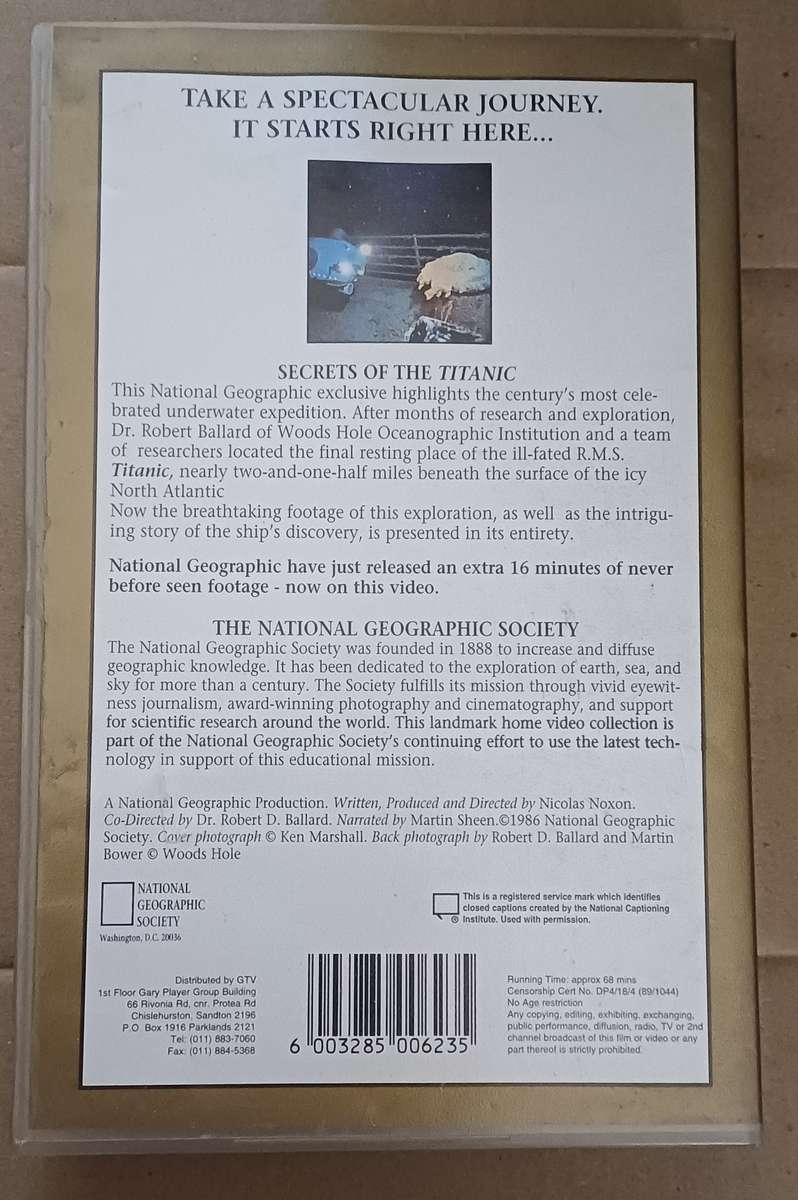 TAKE A SPECTACULAR JOURNEY.
IT STARTS RIGHT HERE...
SECRETS OF THE TITANIC
This National Geographic exclusive highlights the century's most cele-
brated underwater expedition. After months of research and exploration,
Dr. Robert Ballard of Woods Hole Oceanographic Institution and a team
of researchers located the final resting place of the ill-fated R.M.S.
Titanic, nearly two-and-one-half miles beneath the surface of the icy
North Atlantic
Now the breathtaking footage of this exploration, as well as the intrigu-
ing story of the ship's discovery, is presented in its entirety.
National Geographic have just released an extra 16 minutes of never
before seen footage - now on this video.
THE NATIONAL GEOGRAPHIC SOCIETY
The National Geographic Society was founded in 1888 to increase and diffuse
geographic knowledge. It has been dedicated to the exploration of earth, sea, and
sky for more than a century. The Society fulfills its mission through vivid eyewit-
ness journalism, award-winning photography and cinematography, and support
for scientific research around the world. This landmark home video collection is
part of the National Geographic Society's continuing effort to use the latest tech-
nology in support of this educational mission.
A National Geographic Production. Written, Produced and Directed by Nicolas Noxon.
Co-Directed by Dr. Robert D. Ballard. Narrated by Martin Sheen.©1986 National Geographic
Society. Cover photograph © Ken Marshall. Back photograph by Robert D. Ballard and Martin
Bower © Woods Hole
NATIONAL
GEOGRAPHIC
SOCIETY
Washington, D.C. 20036
This is a registered service mark which identifies
closed captions created by the National Captioning
® Institute. Used with permission.
Distributed by GTV
1st Floor Gary Player Group Building
66 Rivonia Rd, cnr. Protea Rd
Chislehurston, Sandton 2196
P.O Box 1916 Parklands 2121
Tel: (011) 883-7060
Fax: (011) 884-5368
6 003285 006235
Running Time: approx 68 mins
Censorship Cert No. DP4/18/4 (89/1044)
No Age restriction
Any copying, editing, exhibiting, exchanging,
public performance, diffusion, radio, TV or 2nd
channel broadcast of this film or video or any
part thereof is strictly prohibited.